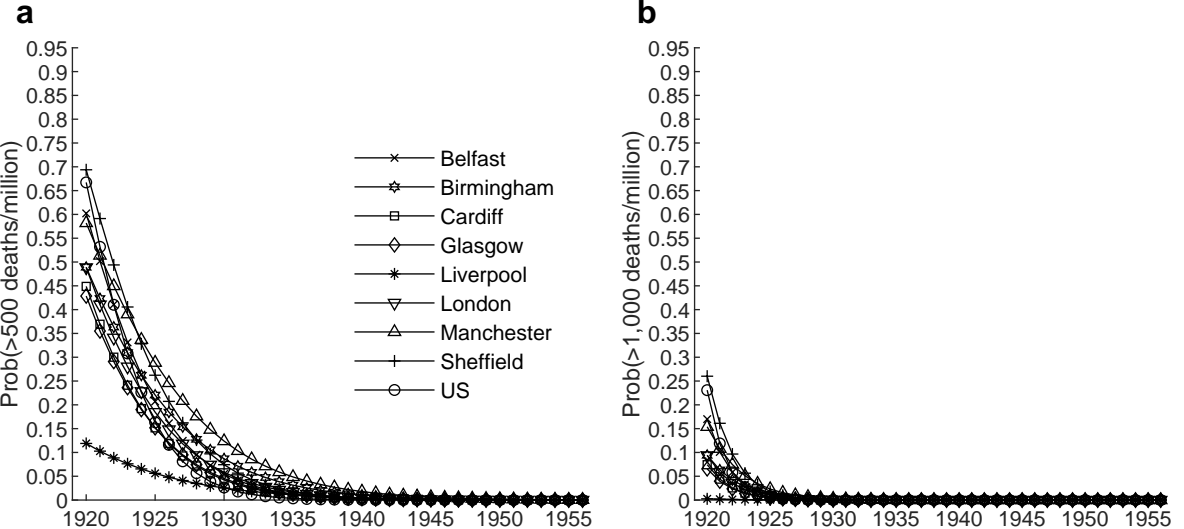 a
Prob(>500 deaths/million)
0.95
0.9
0.85
0.8
0.75
0.7
0.65
0.6
0.55
0.5
0.45
0.4
0.35
0.3
0.25
0.2
0.15
0.1
0.05
0
1920 1925 1930 1935 1940 1945 1950 1955
Belfast
Birmingham
Cardiff
Glasgow
Liverpool
London
Manchester
Sheffield
US
b
Prob(>1,000 deaths/million)
0.95
0.9
0.85
0.8
0.75
0.7
0.65
0.6
0.55
0.5
0.45
0.4
0.35
0.3
0.25
0.2
0.15
0.1
0.05
0
1920 1925 1930 1935 1940 1945 1950 1955